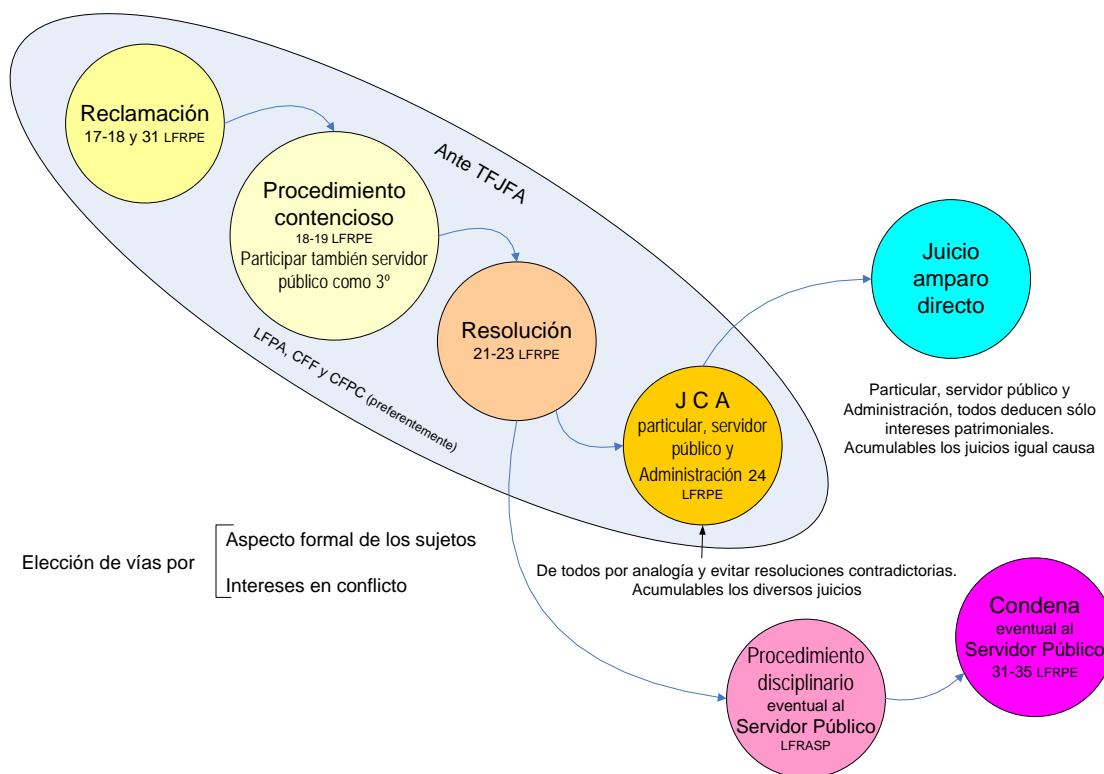 Reclamación
17-18 y 31 LFRPE
Ante TFJFA
Procedimiento
contencioso
18-19 LFRPE
Participar también servidor
público como 3º
Resolución
21-23 LFRPE
LFPA, CFF y CFPC (preferentemente)
J C A
particular, servidor
público y
Administración 24
LFRPE
Juicio
amparo
directo
Particular, servidor público y
Administración, todos deducen sólo
intereses patrimoniales.
Acumulables los juicios igual causa
Elección de vías por
Aspecto formal de los sujetos
Intereses en conflicto
De todos por analogía y evitar resoluciones contradictorias.
Acumulables los diversos juicios
Procedimiento
disciplinario
eventual al
Servidor Público
LFRASP
Condena
eventual al
Servidor Público
31-35 LFRPE